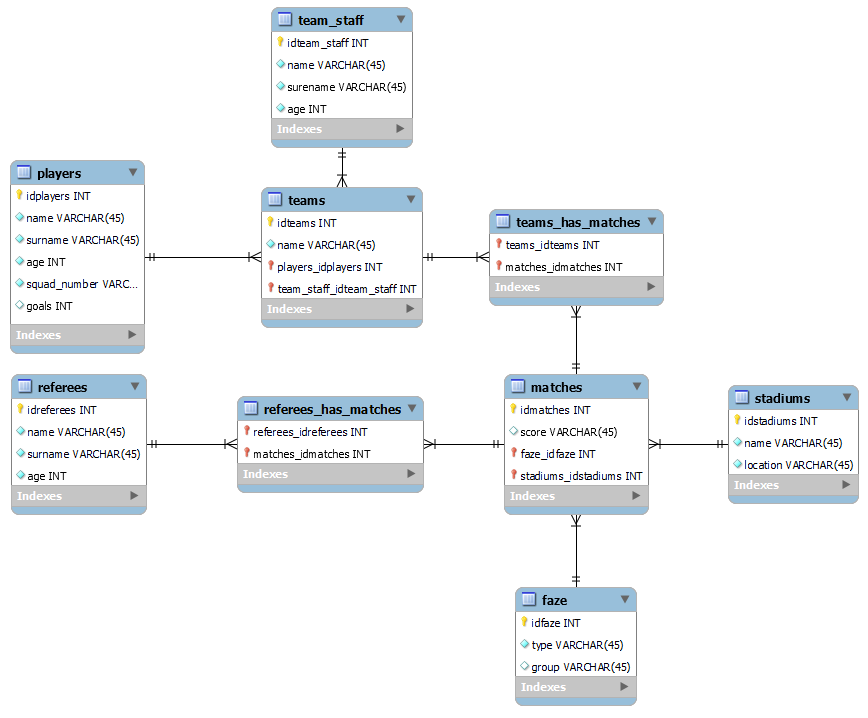 team_staff
idteam_staff INT
name VARCHAR(45)
surename VARCHAR(45)
age INT
Indexes
players
idplayers INT
name VARCHAR(45)
surname VARCHAR(45)
age INT
squad_number VARC...
goals INT
Indexes
teams
idteams INT
name VARCHAR(45)
players_idplayers INT
team_staff_idteam_staff INT
Indexes
teams_has_matches
teams_idteams INT
matches_idmatches INT
Indexes
referees
idreferees INT
name VARCHAR(45)
surname VARCHAR(45)
age INT
Indexes
referees_has_matches
referees_idreferees INT
matches_idmatches INT
Indexes
matches
idmatches INT
score VARCHAR(45)
faze_idfaze INT
stadiums_idstadiums INT
Indexes
stadiums
idstadiums INT
name VARCHAR(45)
location VARCHAR(45)
Indexes
faze
idfaze INT
type VARCHAR(45)
group VARCHAR(45)
Indexes